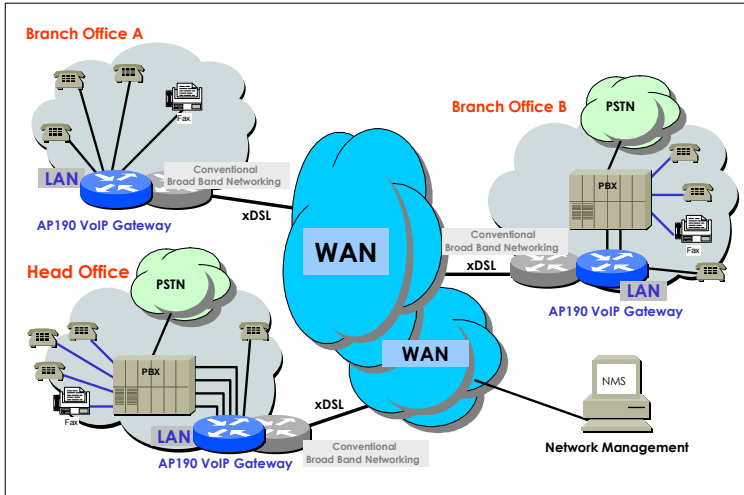 Branch Office A
Fax
LAN
Conventional
Broad Band Networking
AP190 VoIP Gateway
xDSL
Branch Office B
PSTN
PBX
Fax
Conventional
Broad Band Networking
xDSL
LAN
AP190 VoIP Gateway
WAN
WAN
Head Office
PSTN
PBX
Fax
LAN
xDSL
AP190 VoIP Gateway
Conventional
Broad Band Networking
NMS
Network Management